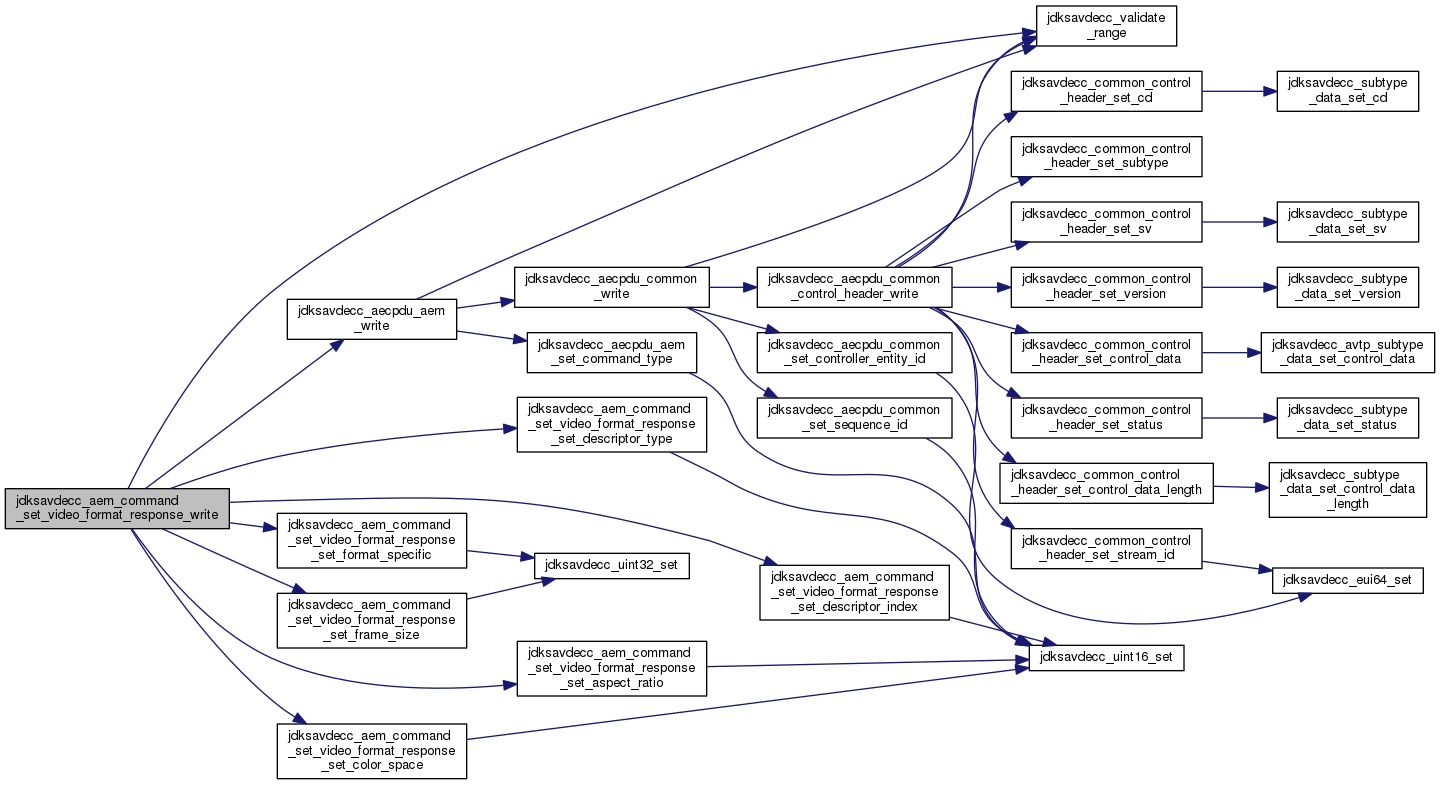 jdksavdecc_validate
_range
jdksavdecc_common_control
_header_set_cd
jdksavdecc_subtype
_data_set_cd
jdksavdecc_common_control
_header_set_subtype
jdksavdecc_common_control
_header_set_sv
jdksavdecc_subtype
_data_set_sv
jdksavdecc_aecpdu_common
_write
jdksavdecc_aecpdu_common
_control_header_write
jdksavdecc_common_control
_header_set_version
jdksavdecc_subtype
_data_set_version
jdksavdecc_aecpdu_aem
_write
jdksavdecc_aecpdu_aem
_set_command_type
jdksavdecc_aecpdu_common
_set_controller_entity_id
jdksavdecc_common_control
_header_set_control_data
jdksavdecc_avtp_subtype
_data_set_control_data
jdksavdecc_aem_command
_set_video_format_response
_set_descriptor_type
jdksavdecc_aecpdu_common
_set_sequence_id
jdksavdecc_common_control
_header_set_status
jdksavdecc_subtype
_data_set_status
jdksavdecc_common_control
_header_set_control_data_length
jdksavdecc_subtype
_data_set_control_data
_length
jdksavdecc_aem_command
_set_video_format_response_write
jdksavdecc_aem_command
_set_video_format_response
_set_format_specific
jdksavdecc_uint32_set
jdksavdecc_common_control
_header_set_stream_id
jdksavdecc_eui64_set
jdksavdecc_aem_command
_set_video_format_response
_set_descriptor_index
jdksavdecc_aem_command
_set_video_format_response
_set_frame_size
jdksavdecc_uint16_set
jdksavdecc_aem_command
_set_video_format_response
_set_aspect_ratio
jdksavdecc_aem_command
_set_video_format_response
_set_color_space